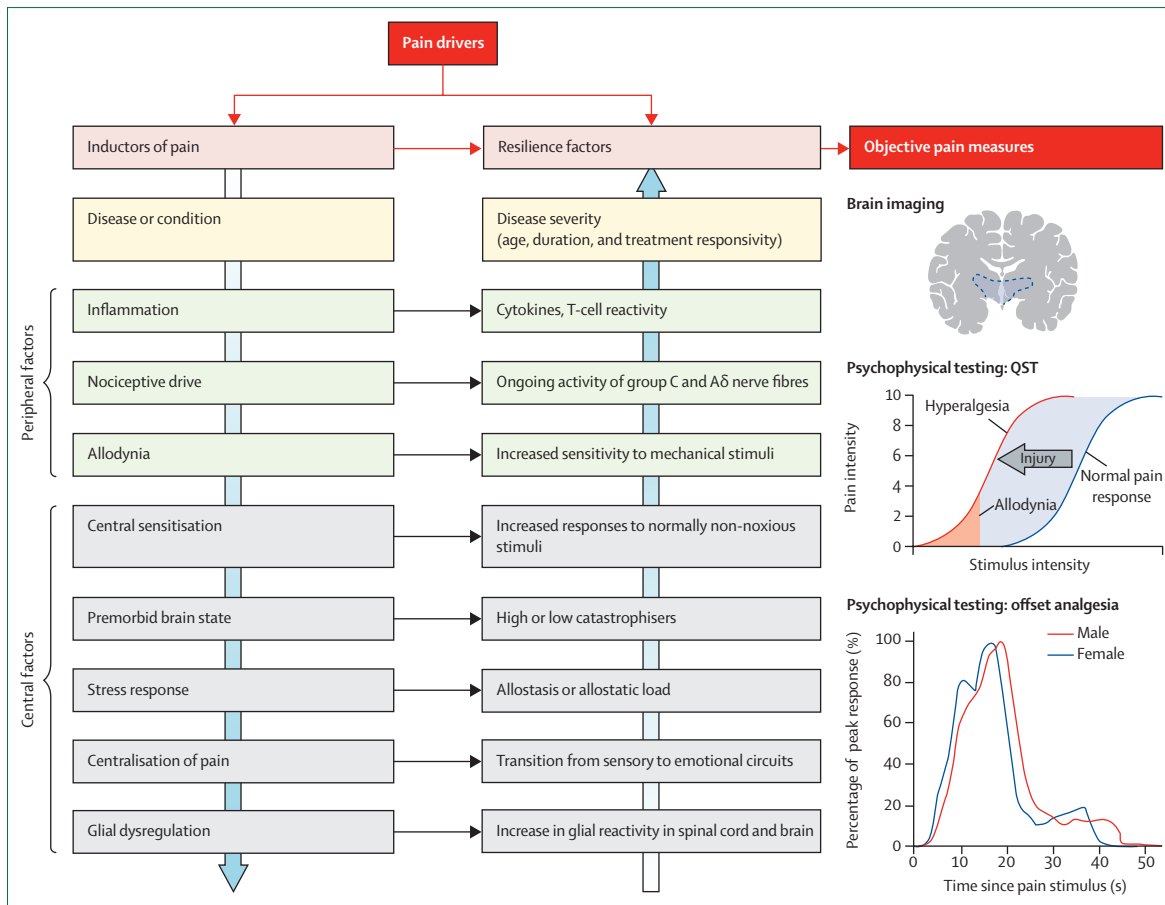 Pain drivers
Inductors of pain
Resilience factors
Objective pain measures
Disease or condition
Disease severity
(age, duration, and treatment responsivity)
Peripheral factors
Inflammation
Cytokines, T-cell reactivity
Nociceptive drive
Ongoing activity of group C and Aδ nerve fibres
Allodynia
Increased sensitivity to mechanical stimuli
Central factors
Central sensitisation
Increased responses to normally non-noxious
stimuli
Premorbid brain state
High or low catastrophisers
Stress response
Allostasis or allostatic load
Centralisation of pain
Transition from sensory to emotional circuits
Glial dysregulation
Increase in glial reactivity in spinal cord and brain
Brain imaging
Psychophysical testing: QST
Pain intensity
10
8
6
4
2
0
Hyperalgesia
Injury
Normal pain
response
Allodynia
Stimulus intensity
Psychophysical testing: offset analgesia
Percentage of peak response (%)
100
80
60
40
20
0
Male
Female
0 10 20 30 40 50
Time since pain stimulus (s)